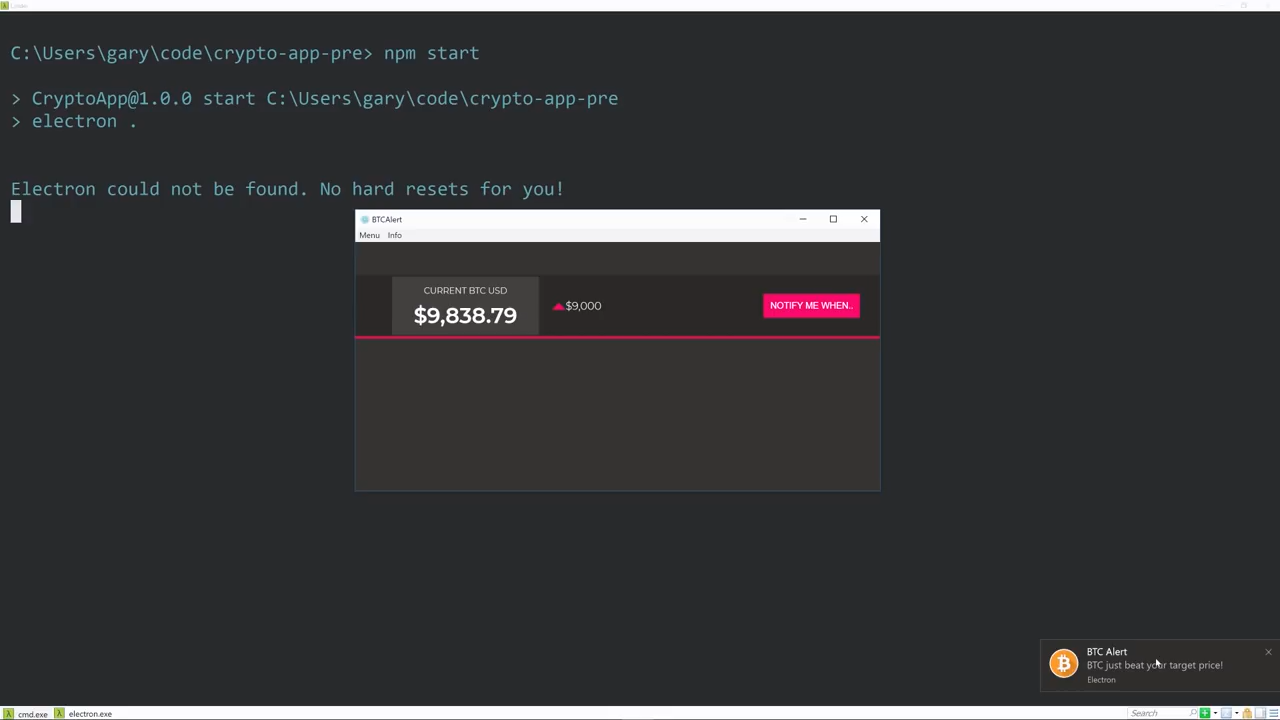 C:\Users\gary\code\crypto-app-pre> npm start
> CryptoApp@1.0.0 start C:\Users\gary\code\crypto-app-pre
> electron .
Electron could not be found. No hard resets for you!
BTCAlert
Menu Info
CURRENT BTC USD
$9,838.79
$9,000
NOTIFY ME WHEN..
BTC Alert
BTC just beat your target price!
Electron
cmd.exe electron.exe
Search